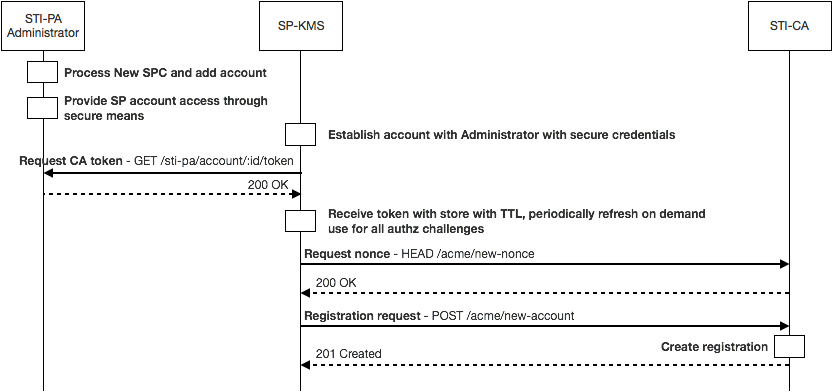 STI-PA
Administrator
SP-KMS
STI-CA
Process New SPC and add account
Provide SP account access through
secure means
Establish account with Administrator with secure credentials
Request CA token - GET /sti-pa/account/:id/token
200 OK
Receive token with store with TTL, periodically refresh on demand
use for all authz challenges
Request nonce - HEAD /acme/new-nonce
200 OK
Registration request - POST /acme/new-account
Create registration
201 Created